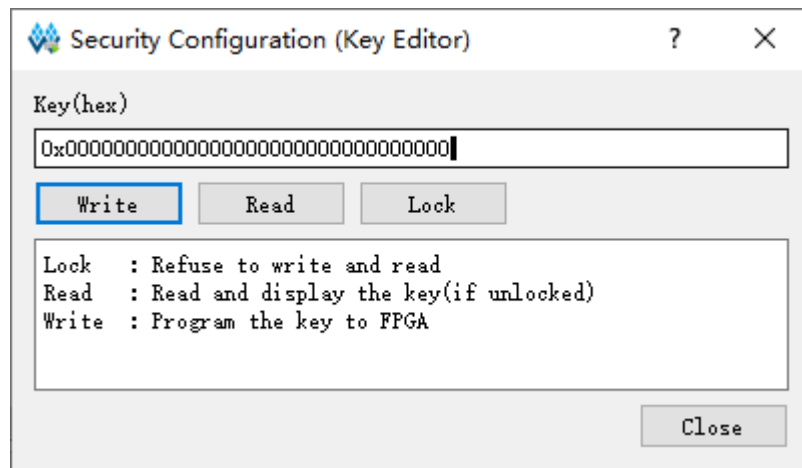 Security Configuration (Key Editor) ?
Key(hex)
0x00000000000000000000000000000000
Write Read Lock
Lock : Refuse to write and read
Read : Read and display the key(if unlocked)
Write : Program the key to FPGA
Close